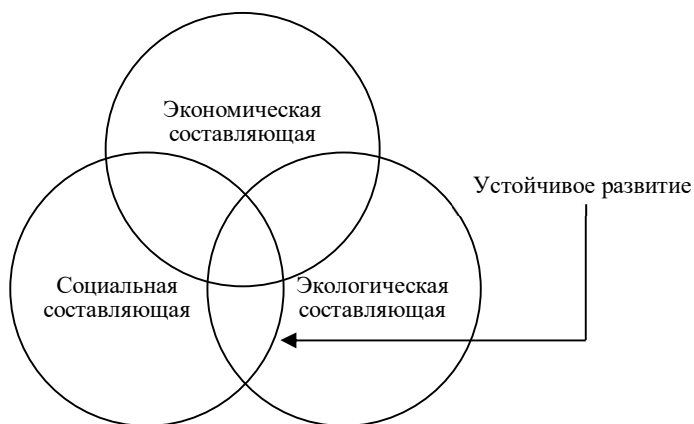 Экономическая
составляющая
Устойчивое развитие
Социальная
составляющая
Экологическая
составляющая